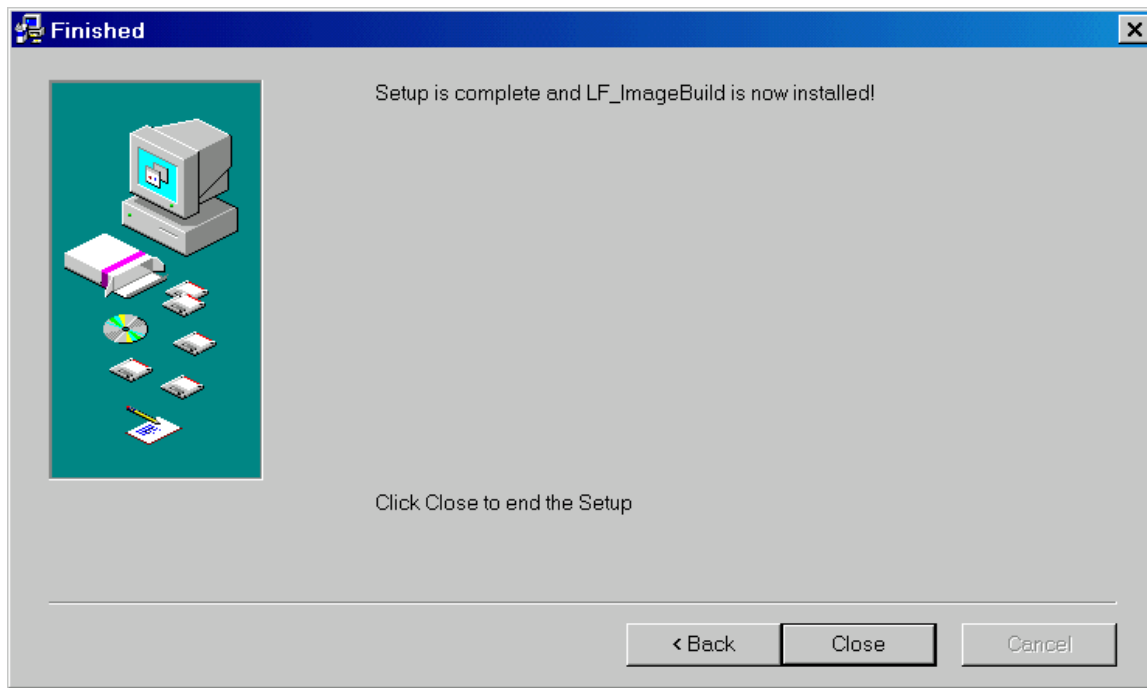 Finished
Setup is complete and LF_ImageBuild is now installed!
Click Close to end the Setup
< Back
Close
Cancel